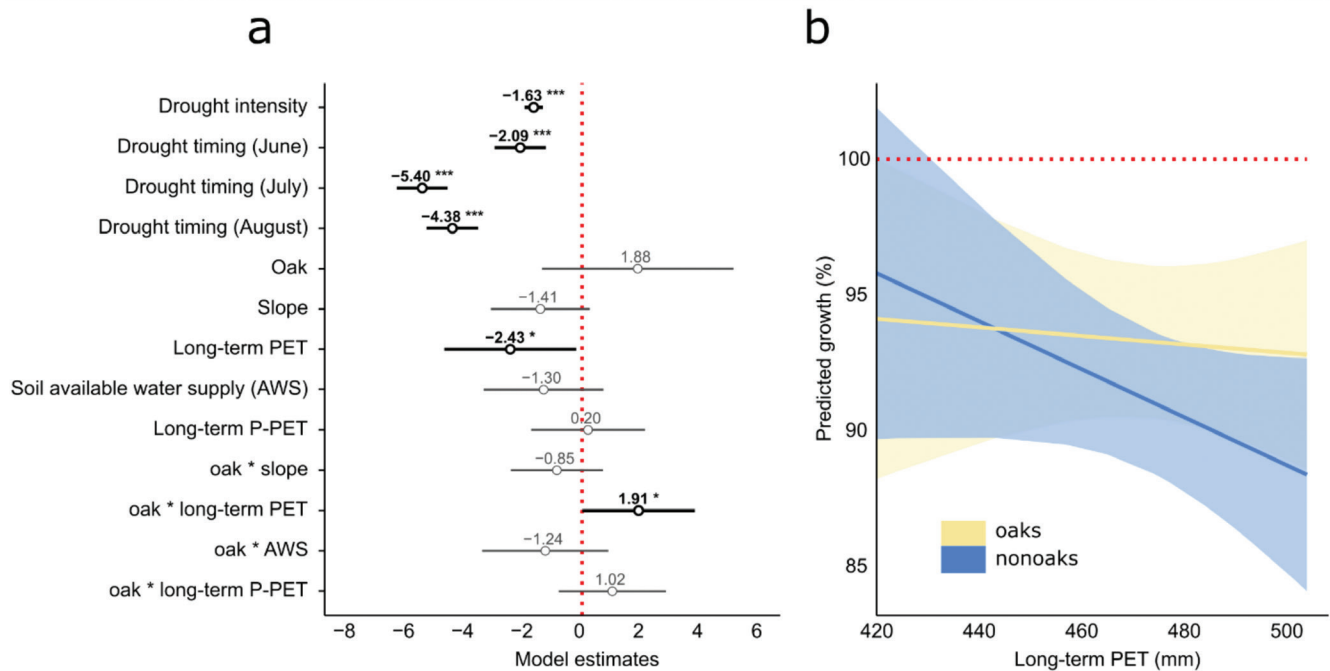 a
Drought intensity
−1.63 ***
Drought timing (June)
−2.09 ***
Drought timing (July)
−5.40 ***
Drought timing (August)
−4.38 ***
Oak
1.88
Slope
−1.41
Long-term PET
−2.43 *
Soil available water supply (AWS)
−1.30
Long-term P-PET
0.20
oak * slope
−0.85
oak * long-term PET
1.91 *
oak * AWS
−1.24
oak * long-term P-PET
1.02
−8 −6 −4 −2 0 2 4 6
Model estimates
b
Predicted growth (%)
100
95
90
85
oaks
nonoaks
420 440 460 480 500
Long-term PET (mm)